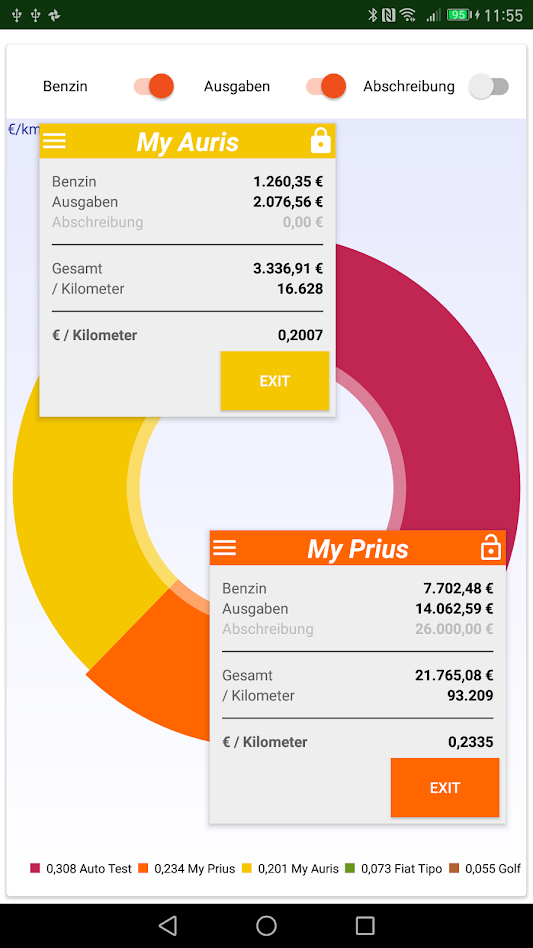 95 11:55
Benzin Ausgaben Abschreibung
€/km
My Auris
Benzin 1.260,35 €
Ausgaben 2.076,56 €
Abschreibung 0,00 €
Gesamt 3.336,91 €
/ Kilometer 16.628
€ / Kilometer 0,2007
EXIT
My Prius
Benzin 7.702,48 €
Ausgaben 14.062,59 €
Abschreibung 26.000,00 €
Gesamt 21.765,08 €
/ Kilometer 93.209
€ / Kilometer 0,2335
EXIT
0,308 Auto Test 0,234 My Prius 0,201 My Auris 0,073 Fiat Tipo 0,055 Golf